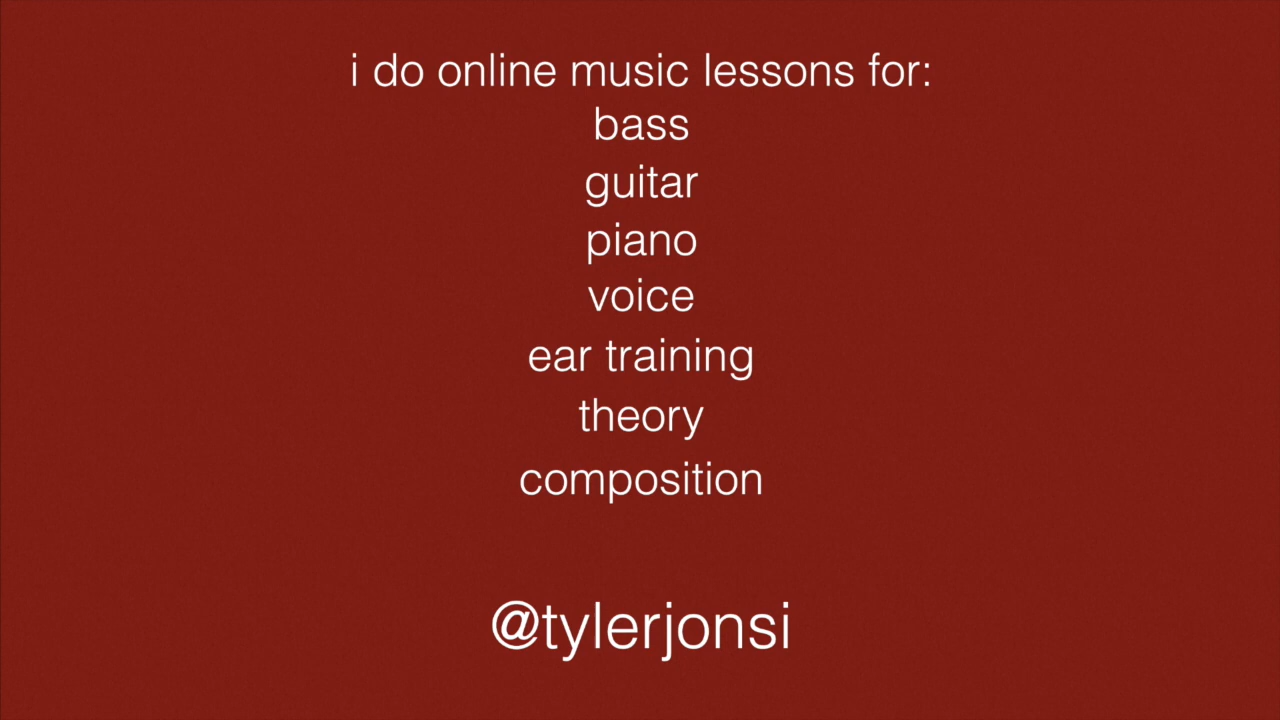 i do online music lessons for:
bass
guitar
piano
voice
ear training
theory
composition
@tylerjonsi